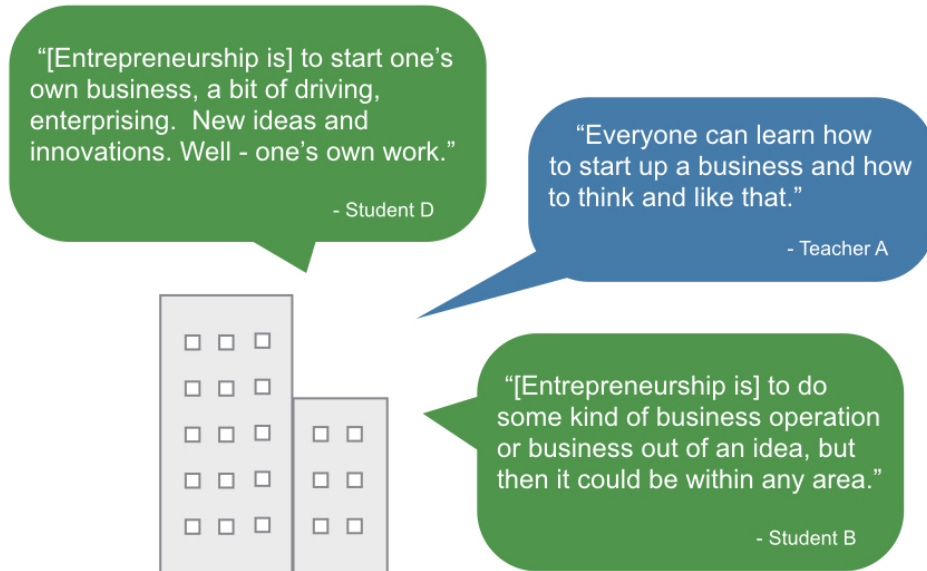 “[Entrepreneurship is] to start one’s
own business, a bit of driving,
enterprising. New ideas and
innovations. Well - one’s own work.”
- Student D
“Everyone can learn how
to start up a business and how
to think and like that.”
- Teacher A
“[Entrepreneurship is] to do
some kind of business operation
or business out of an idea, but
then it could be within any area.”
- Student B